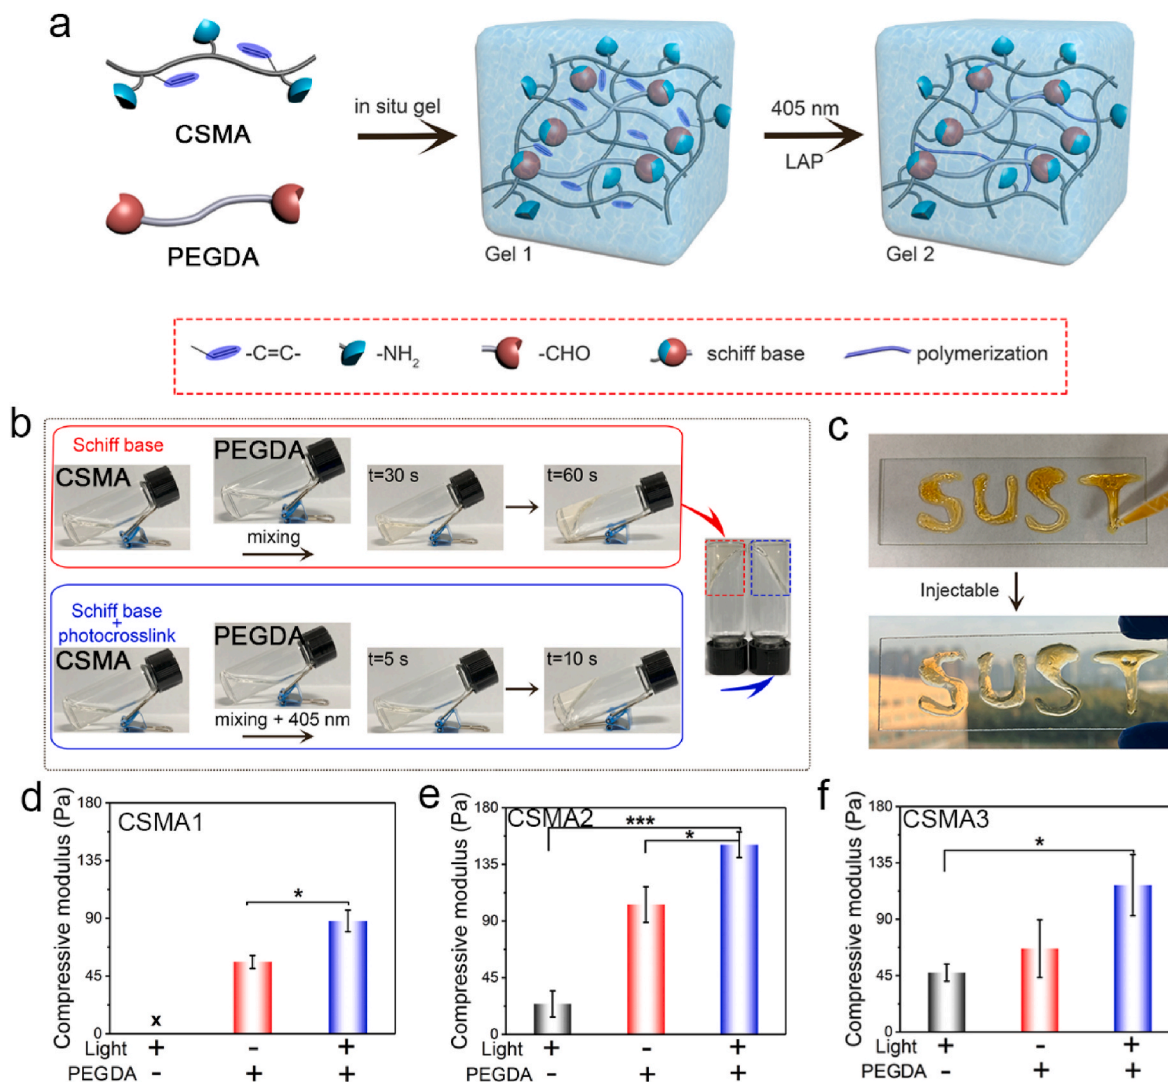 a
CSMA
PEGDA
in situ gel
Gel 1
405 nm
LAP
Gel 2
-C=C-
-NH2
-CHO
schiff base
polymerization
b
Schiff base
CSMA
PEGDA
mixing
t=30 s
t=60 s
Schiff base
+
photocrosslink
CSMA
PEGDA
mixing + 405 nm
t=5 s
t=10 s
c
SUST
Injectable
SUST
d
CSMA1
Compressive modulus (Pa)
180
135
90
45
0
x
*
Light + - +
PEGDA - + +
e
CSMA2
Compressive modulus (Pa)
180
135
90
45
0
***
*
Light + - +
PEGDA - + +
f
CSMA3
Compressive modulus (Pa)
180
135
90
45
0
*
Light + - +
PEGDA - + +